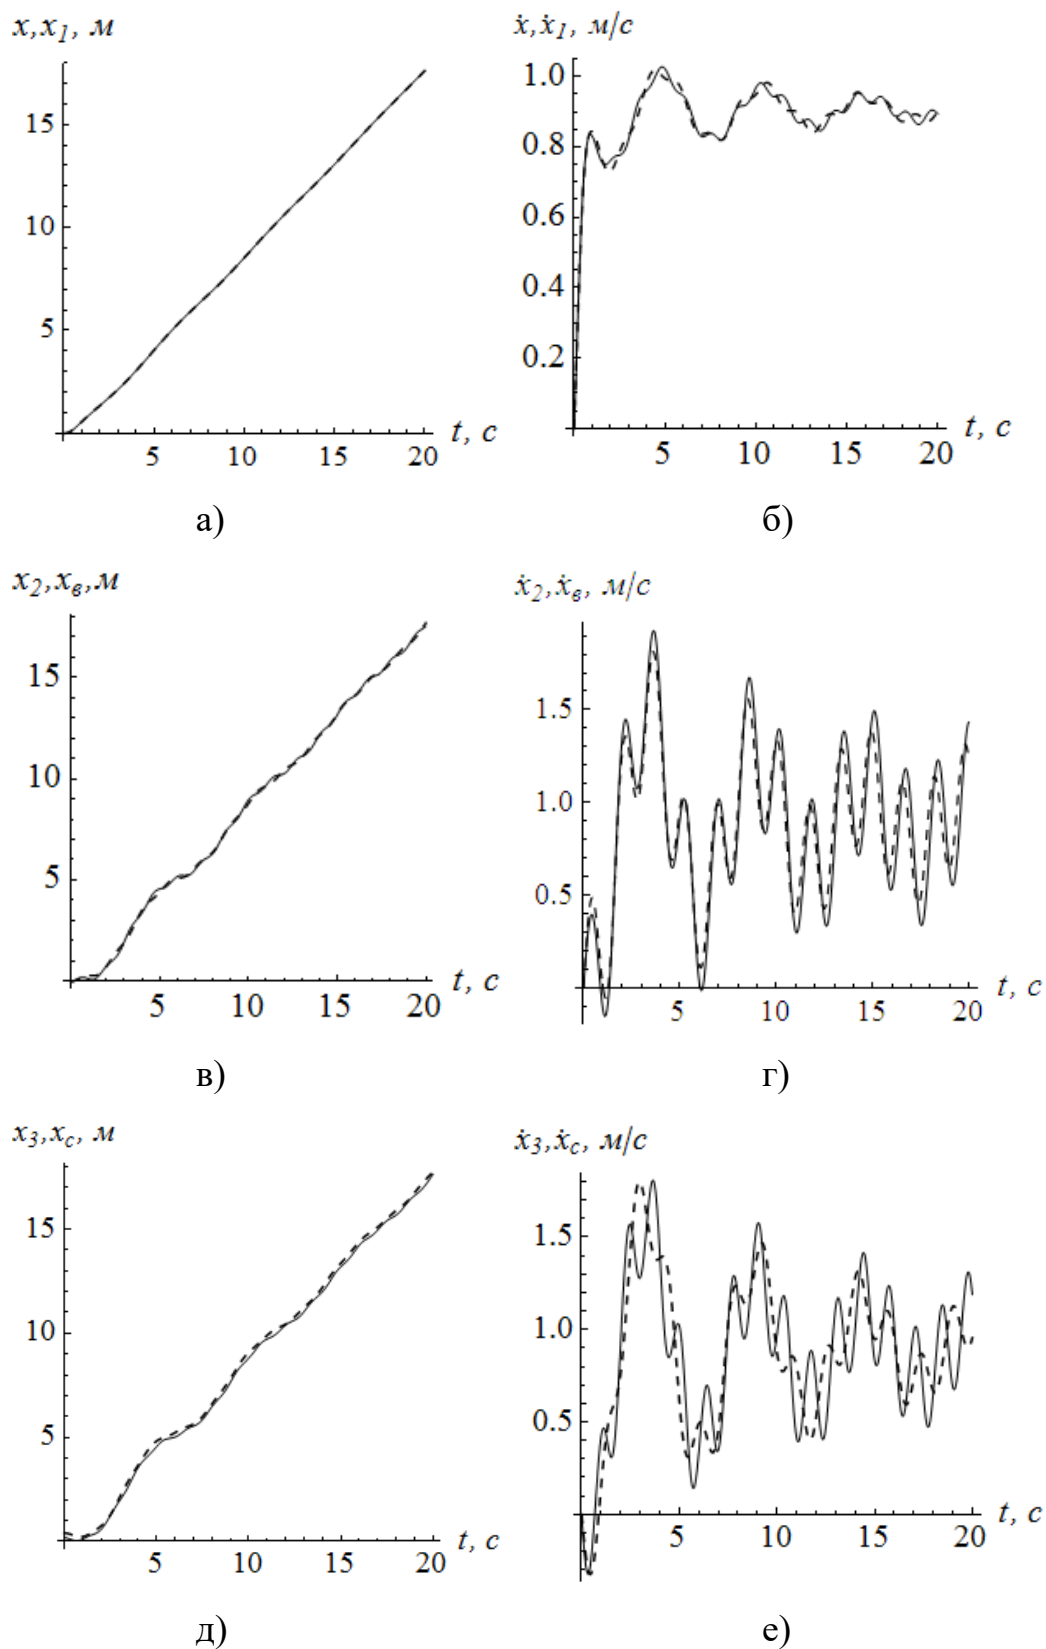 x, x₁, м
ẋ, ẋ₁, м/с
15
10
5
5 10 15 20
t, с
1.0
0.8
0.6
0.4
0.2
5 10 15 20
t, с
а) б)
x₂, xв, м
ẋ₂, ẋв, м/с
15
10
5
5 10 15 20
t, с
1.5
1.0
0.5
5 10 15 20
t, с
в) г)
x₃, xс, м
ẋ₃, ẋс, м/с
15
10
5
5 10 15 20
t, с
1.5
1.0
0.5
5 10 15 20
t, с
д) е)